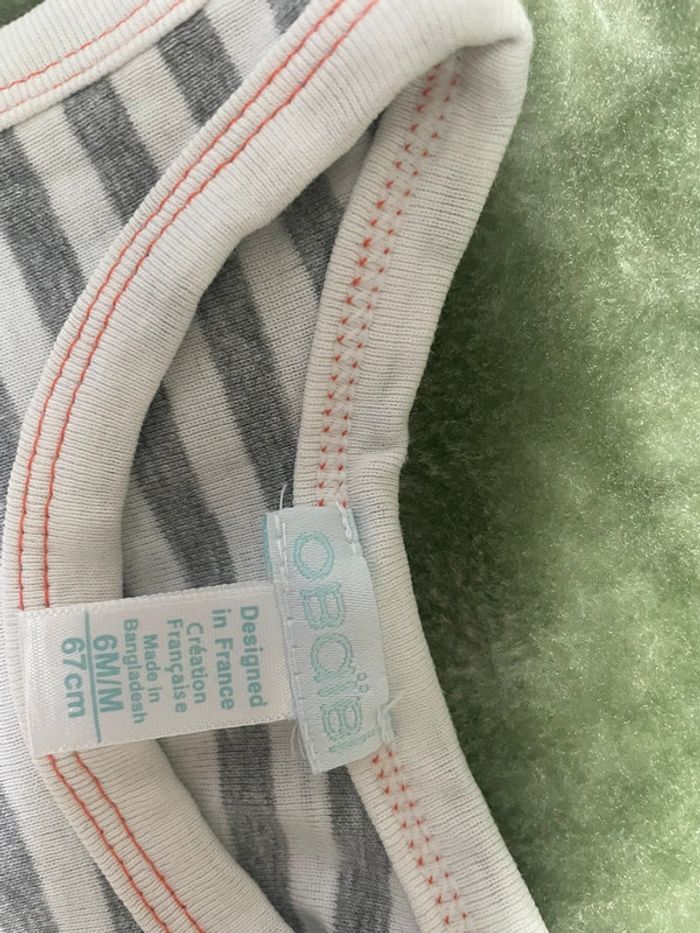 OBaïBi
Designed
in France
Création
Française
Made in
Bangladesh
6M/M
67cm